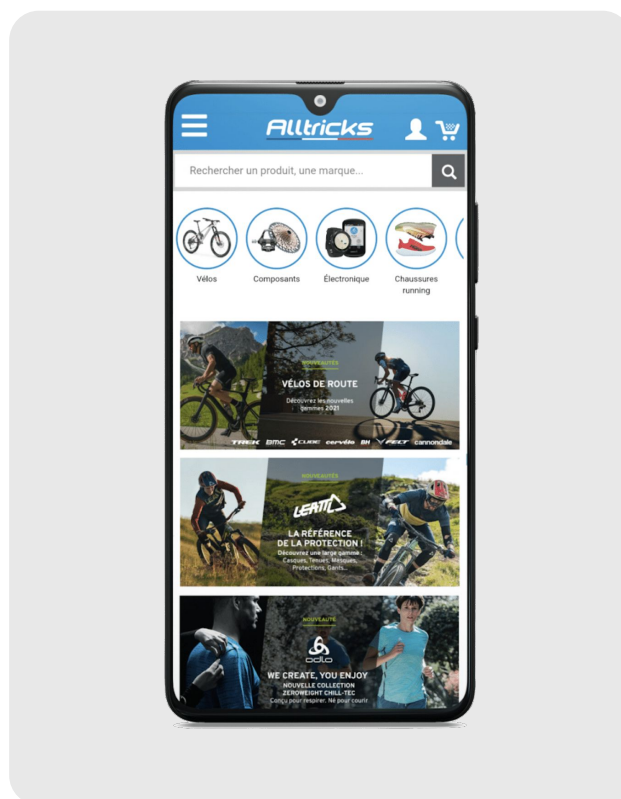 Alltricks
Rechercher un produit, une marque...
Vélos
Composants
Électronique
Chaussures
running
NOUVEAUTÉS
VÉLOS DE ROUTE
Découvrez les nouvelles
gammes 2021
TREK BMC CUBE cervélo BH FELT cannondale
NOUVEAUTÉS
LEATT
LA RÉFÉRENCE
DE LA PROTECTION !
Découvrez une large gamme :
Casques, Tenues, Masques,
Protections, Gants...
NOUVEAUTÉ
odlo
WE CREATE, YOU ENJOY
NOUVELLE COLLECTION
ZEROWEIGHT CHILL-TEC
Conçu pour respirer. Né pour courir